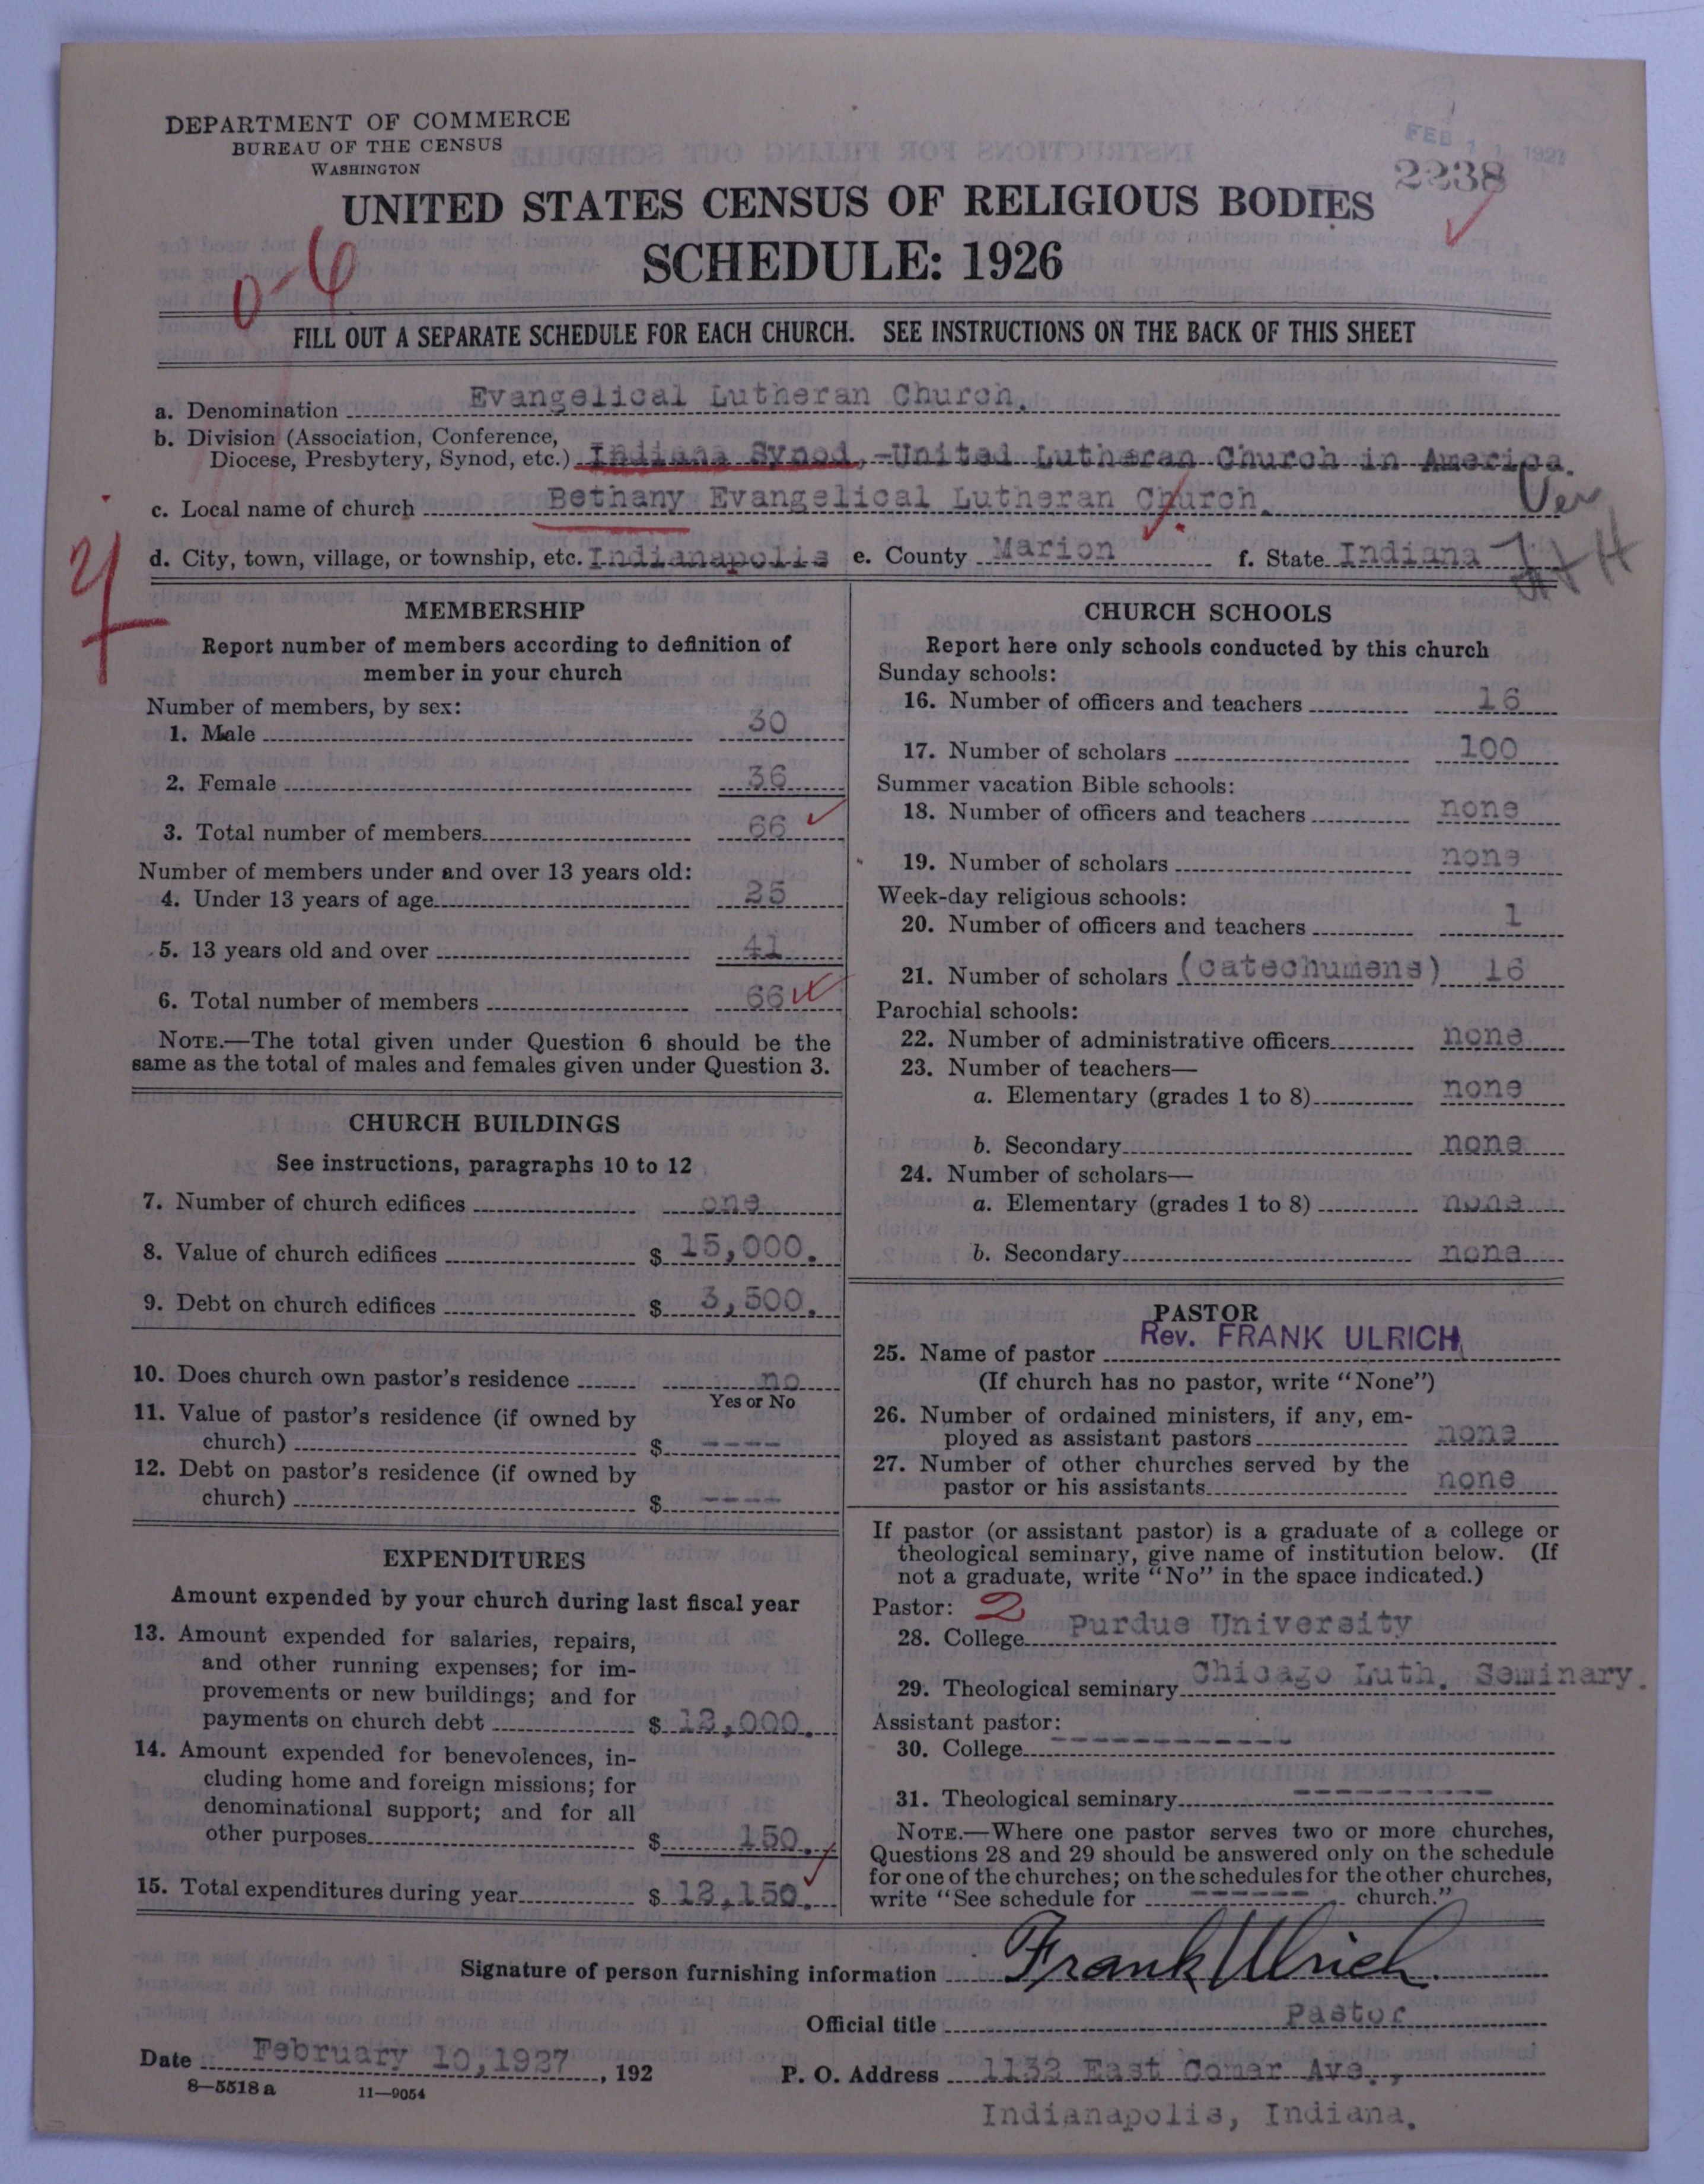 DEPARTMENT OF COMMERCE
BUREAU OF THE CENSUS
WASHINGTON
FEB 11 1927
2238
UNITED STATES CENSUS OF RELIGIOUS BODIES
SCHEDULE: 1926
0-6
FILL OUT A SEPARATE SCHEDULE FOR EACH CHURCH. SEE INSTRUCTIONS ON THE BACK OF THIS SHEET
a. Denomination Evangelical Lutheran Church.
b. Division (Association, Conference,
Diocese, Presbytery, Synod, etc.) Indiana Synod,-United Lutheran Church in America.
c. Local name of church Bethany Evangelical Lutheran Church. Ver
d. City, town, village, or township, etc. Indianapolis e. County Marion f. State Indiana
MEMBERSHIP
Report number of members according to definition of
member in your church
Number of members, by sex:
1. Male 30
2. Female 36
3. Total number of members 66
Number of members under and over 13 years old:
4. Under 13 years of age 25
5. 13 years old and over 41
6. Total number of members 66
NOTE.—The total given under Question 6 should be the
same as the total of males and females given under Question 3.
CHURCH BUILDINGS
See instructions, paragraphs 10 to 12
7. Number of church edifices one
8. Value of church edifices $ 15,000.
9. Debt on church edifices $ 3,500.
10. Does church own pastor's residence no
Yes or No
11. Value of pastor's residence (if owned by
church) $ ----
12. Debt on pastor's residence (if owned by
church) $ ----
EXPENDITURES
Amount expended by your church during last fiscal year
13. Amount expended for salaries, repairs,
and other running expenses; for im-
provements or new buildings; and for
payments on church debt $ 13,000.
14. Amount expended for benevolences, in-
cluding home and foreign missions; for
denominational support; and for all
other purposes $ 150.
15. Total expenditures during year $ 13,150.
CHURCH SCHOOLS
Report here only schools conducted by this church
Sunday schools:
16. Number of officers and teachers 16
17. Number of scholars 100
Summer vacation Bible schools:
18. Number of officers and teachers none
19. Number of scholars none
Week-day religious schools:
20. Number of officers and teachers 1
21. Number of scholars (catechumens) 16
Parochial schools:
22. Number of administrative officers none
23. Number of teachers—
a. Elementary (grades 1 to 8) none
b. Secondary none
24. Number of scholars—
a. Elementary (grades 1 to 8) none
b. Secondary none
PASTOR
25. Name of pastor Rev. FRANK ULRICH
(If church has no pastor, write "None")
26. Number of ordained ministers, if any, em-
ployed as assistant pastors none
27. Number of other churches served by the
pastor or his assistants none
If pastor (or assistant pastor) is a graduate of a college or
theological seminary, give name of institution below. (If
not a graduate, write "No" in the space indicated.)
Pastor: 2
28. College Purdue University
29. Theological seminary Chicago Luth. Seminary.
Assistant pastor:
30. College -------------
31. Theological seminary ----------
NOTE.—Where one pastor serves two or more churches,
Questions 28 and 29 should be answered only on the schedule
for one of the churches; on the schedules for the other churches,
write "See schedule for ------- church."
Signature of person furnishing information Frank Ulrich
Official title Pastor
Date February 10,1927, 192
P. O. Address 1132 East Comer Ave.,
Indianapolis, Indiana.
8—5518 a 11—9054